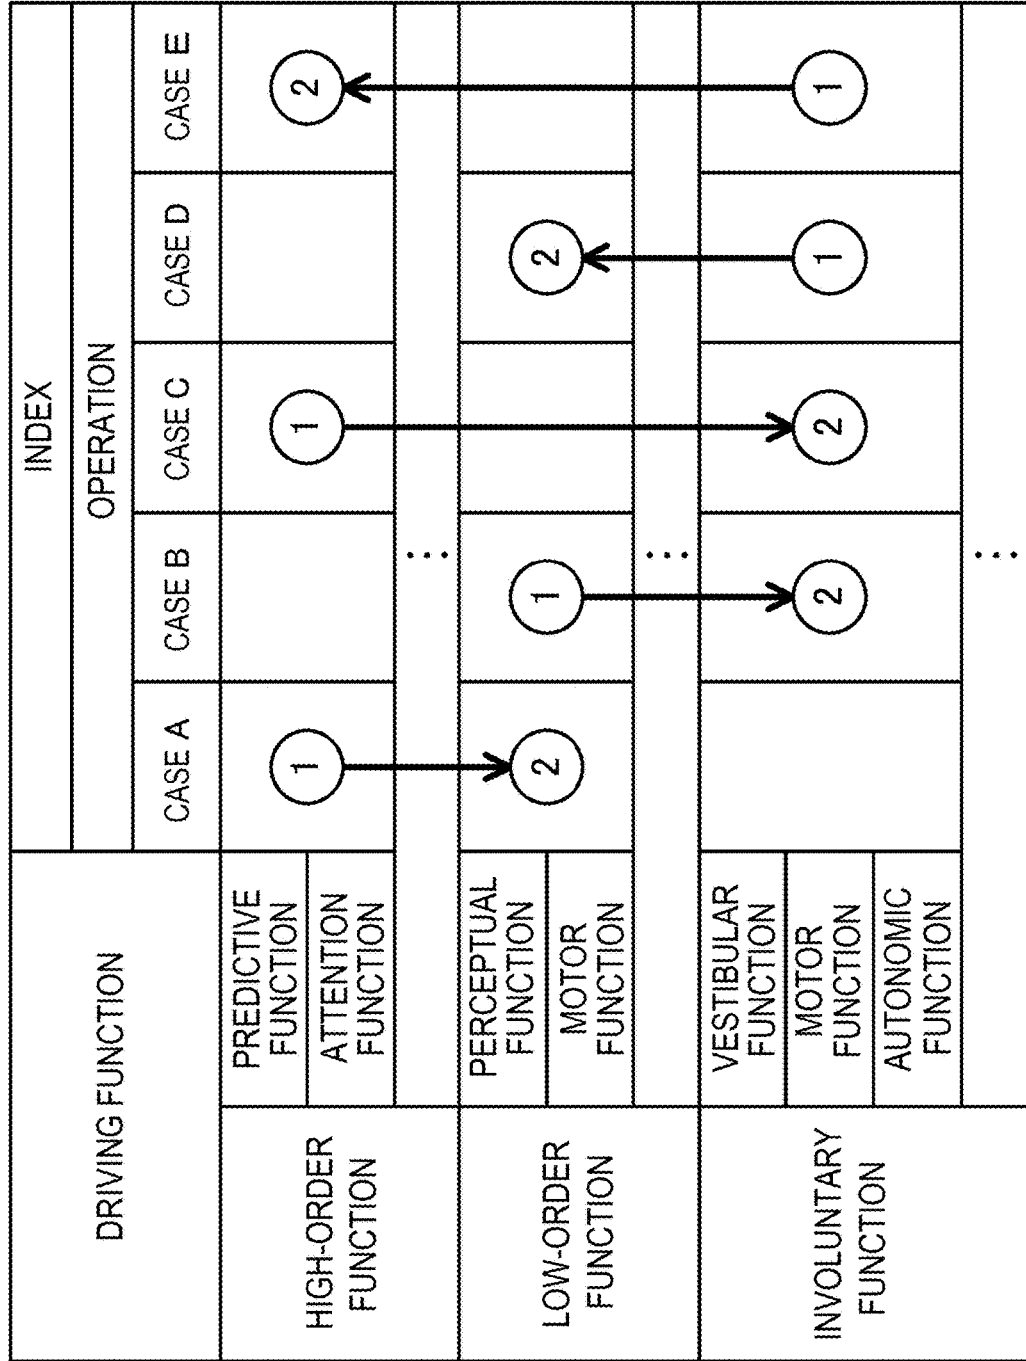 DRIVING FUNCTION
INDEX
OPERATION
CASE A
CASE B
CASE C
CASE D
CASE E
HIGH-ORDER
FUNCTION
PREDICTIVE
FUNCTION
1
1
2
ATTENTION
FUNCTION
...
LOW-ORDER
FUNCTION
PERCEPTUAL
FUNCTION
2
1
2
MOTOR
FUNCTION
...
INVOLUNTARY
FUNCTION
VESTIBULAR
FUNCTION
MOTOR
FUNCTION
2
2
1
1
AUTONOMIC
FUNCTION
...